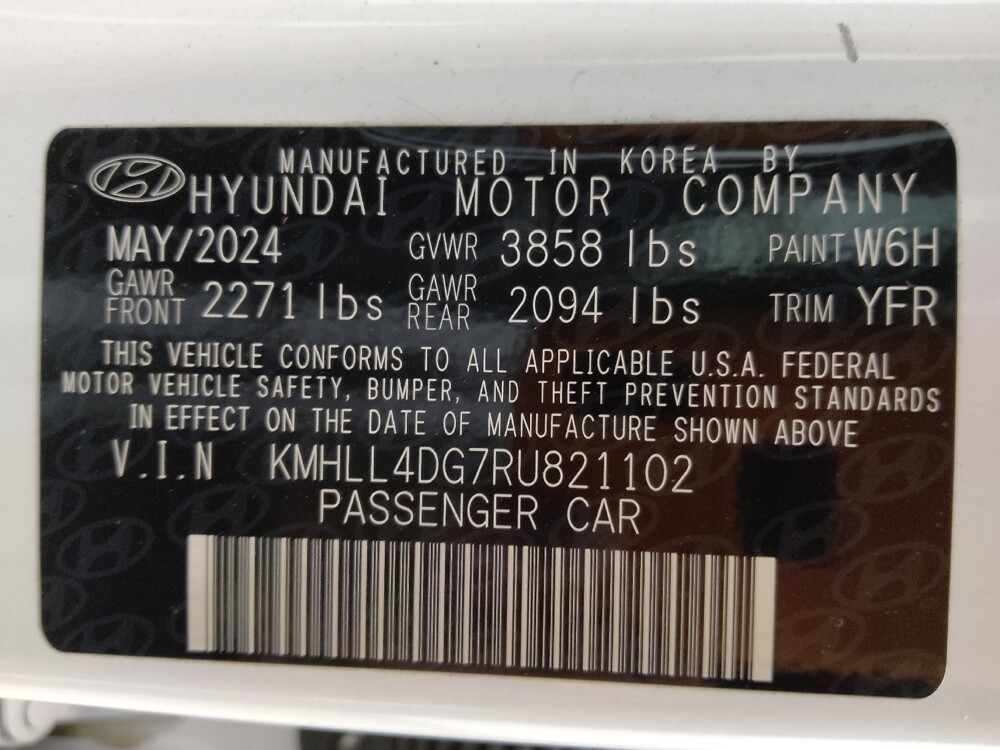 MANUFACTURED IN KOREA BY
HYUNDAI MOTOR COMPANY
MAY/2024 GVWR 3858 lbs PAINT W6H
GAWR FRONT 2271 lbs GAWR REAR 2094 lbs TRIM YFR
THIS VEHICLE CONFORMS TO ALL APPLICABLE U.S.A. FEDERAL
MOTOR VEHICLE SAFETY, BUMPER, AND THEFT PREVENTION STANDARDS
IN EFFECT ON THE DATE OF MANUFACTURE SHOWN ABOVE
V.I.N KMHLL4DG7RU821102
PASSENGER CAR